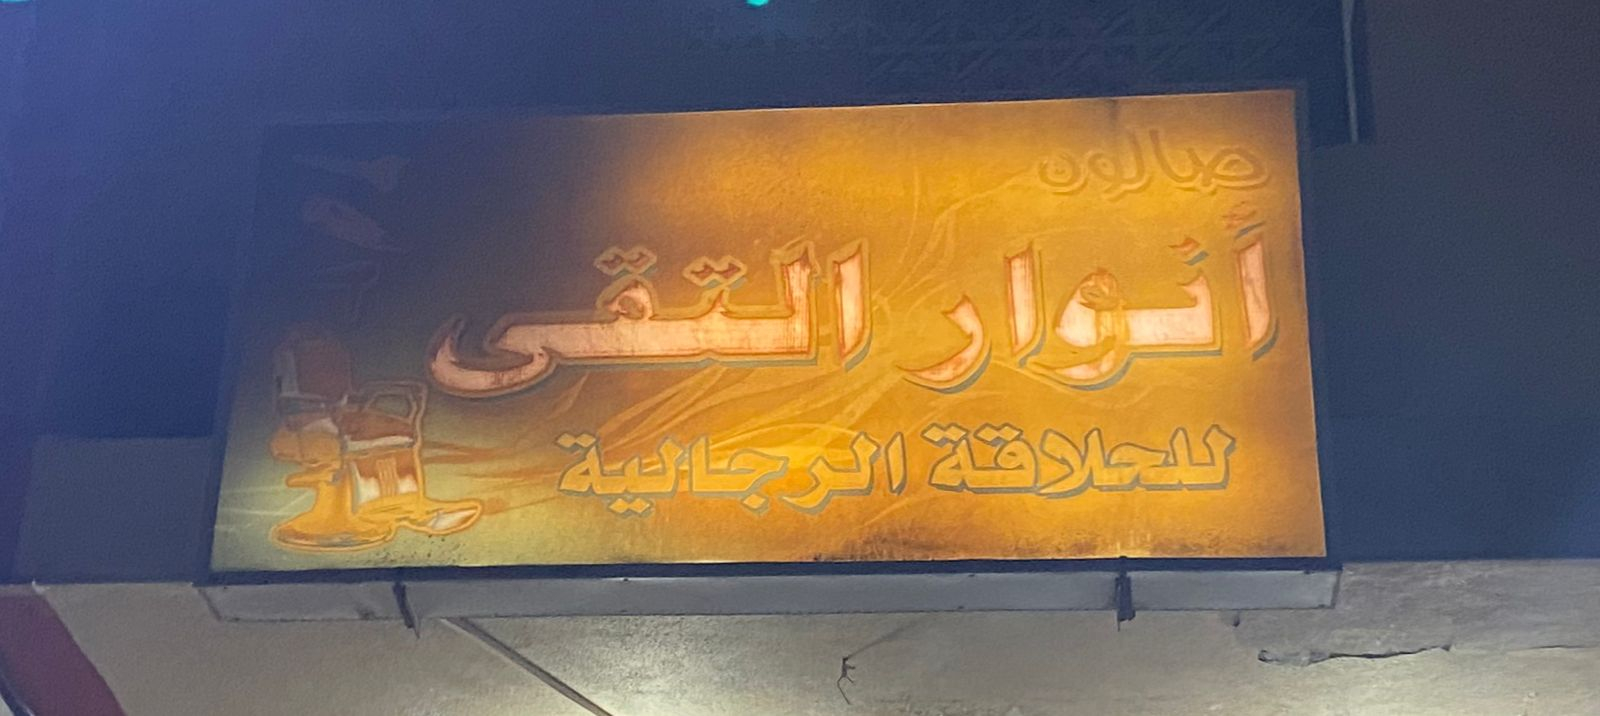 صالون
أنوار التقى
للحلاقة الرجالية